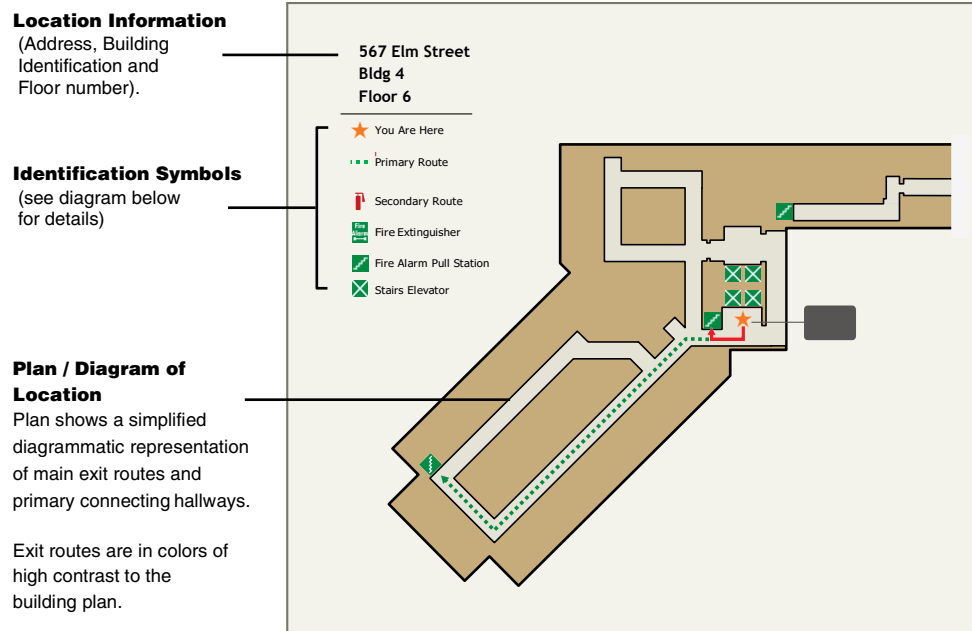 Location Information
(Address, Building
Identification and
Floor number).
Identification Symbols
(see diagram below
for details)
Plan / Diagram of
Location
Plan shows a simplified
diagrammatic representation
of main exit routes and
primary connecting hallways.
Exit routes are in colors of
high contrast to the
building plan.
567 Elm Street
Bldg 4
Floor 6
You Are Here
Primary Route
Secondary Route
Fire
Alarm
Fire Extinguisher
Fire Alarm Pull Station
Stairs Elevator